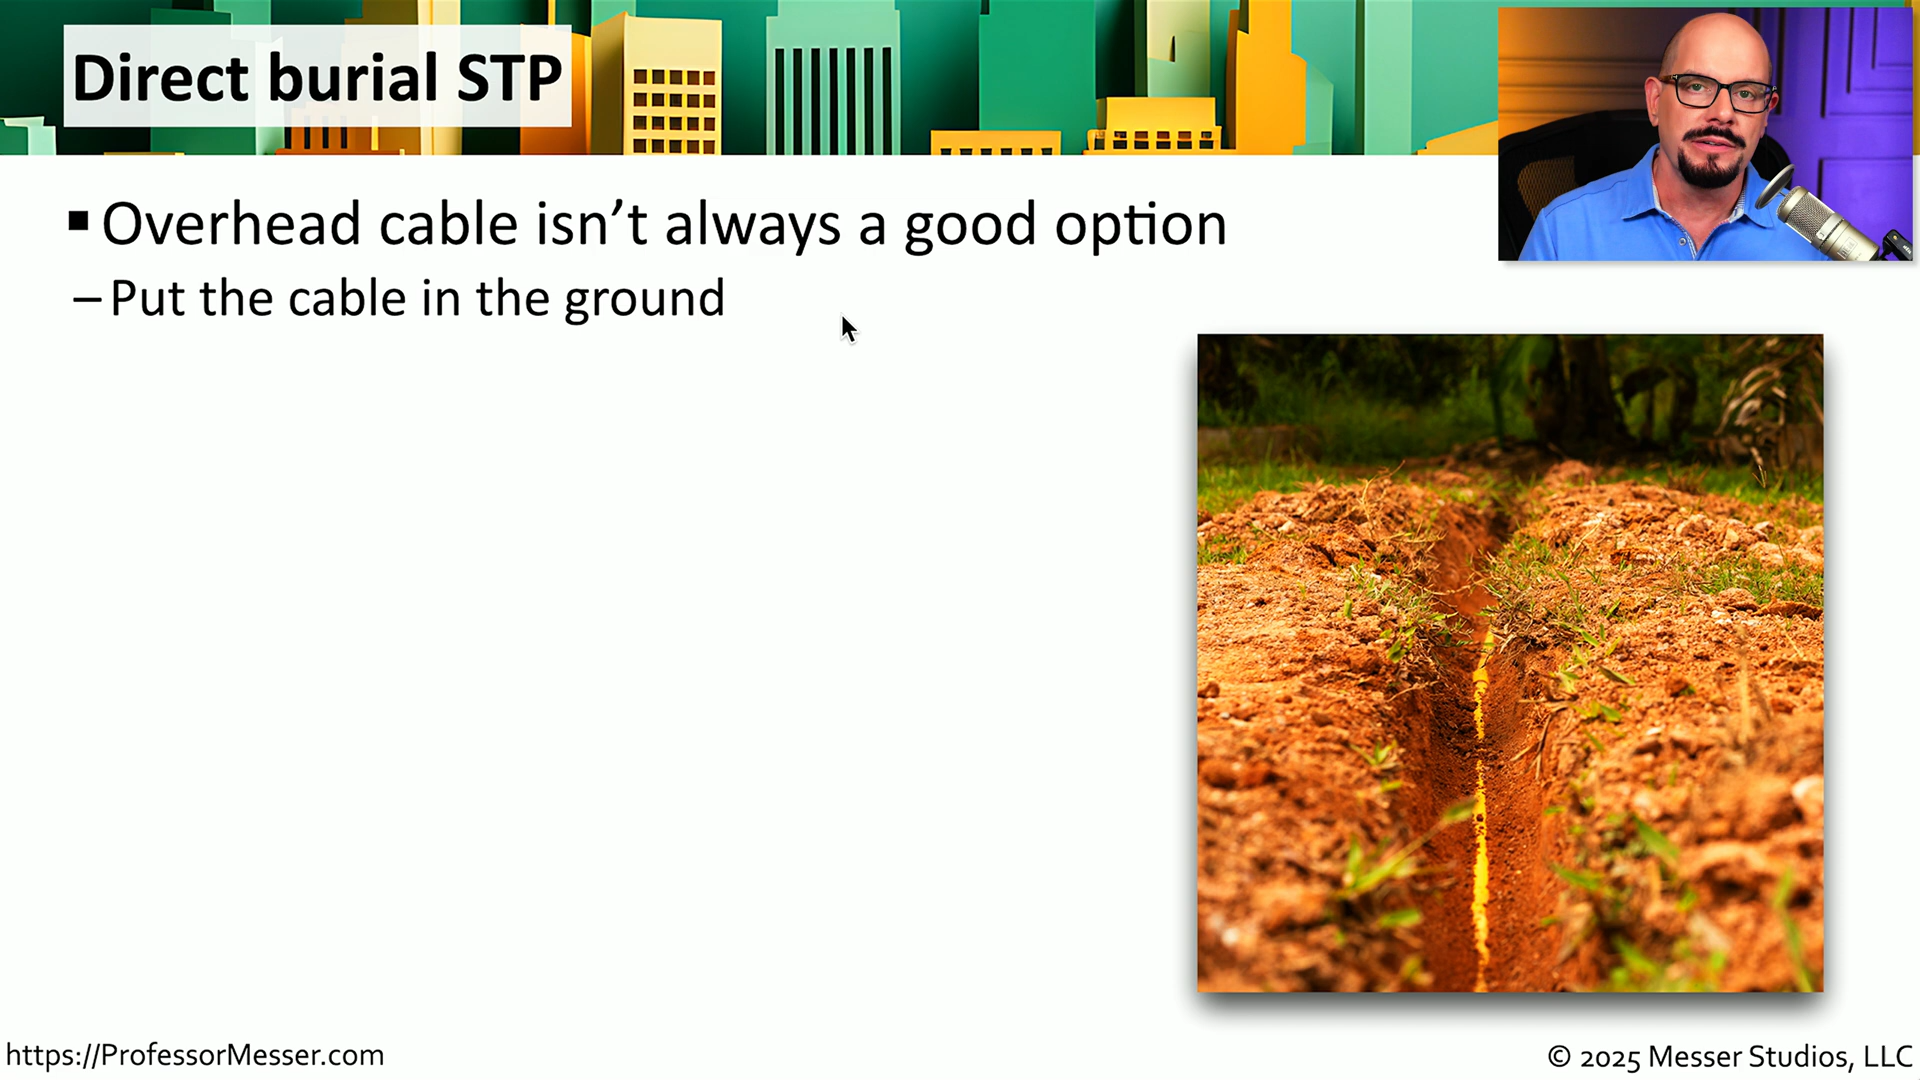 Direct burial STP
▪ Overhead cable isn’t always a good option
– Put the cable in the ground
https://ProfessorMesser.com
© 2025 Messer Studios, LLC